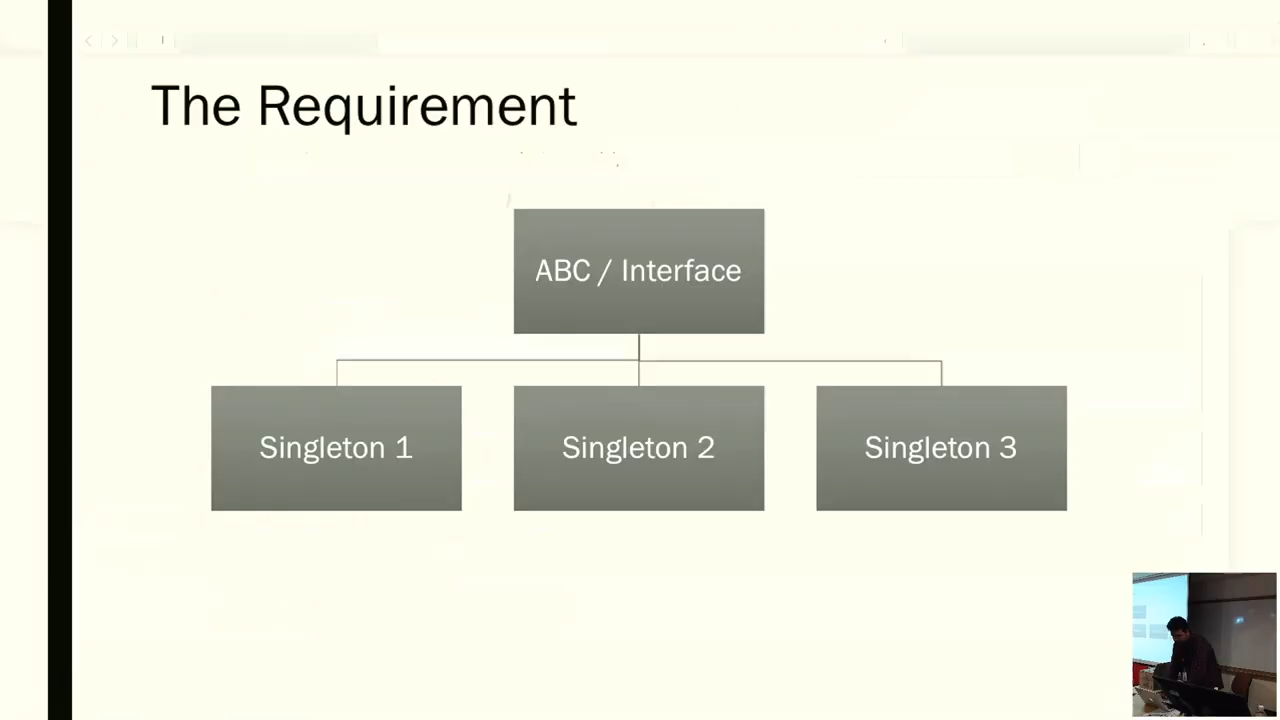 The Requirement
ABC / Interface
Singleton 1
Singleton 2
Singleton 3